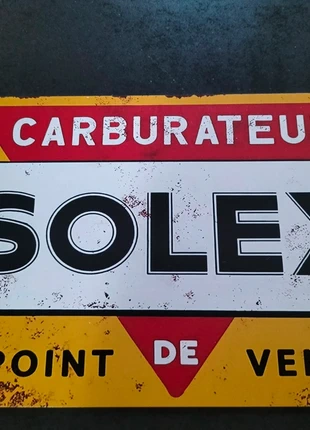 CARBURATEU
SOLEX
POINT DE VE